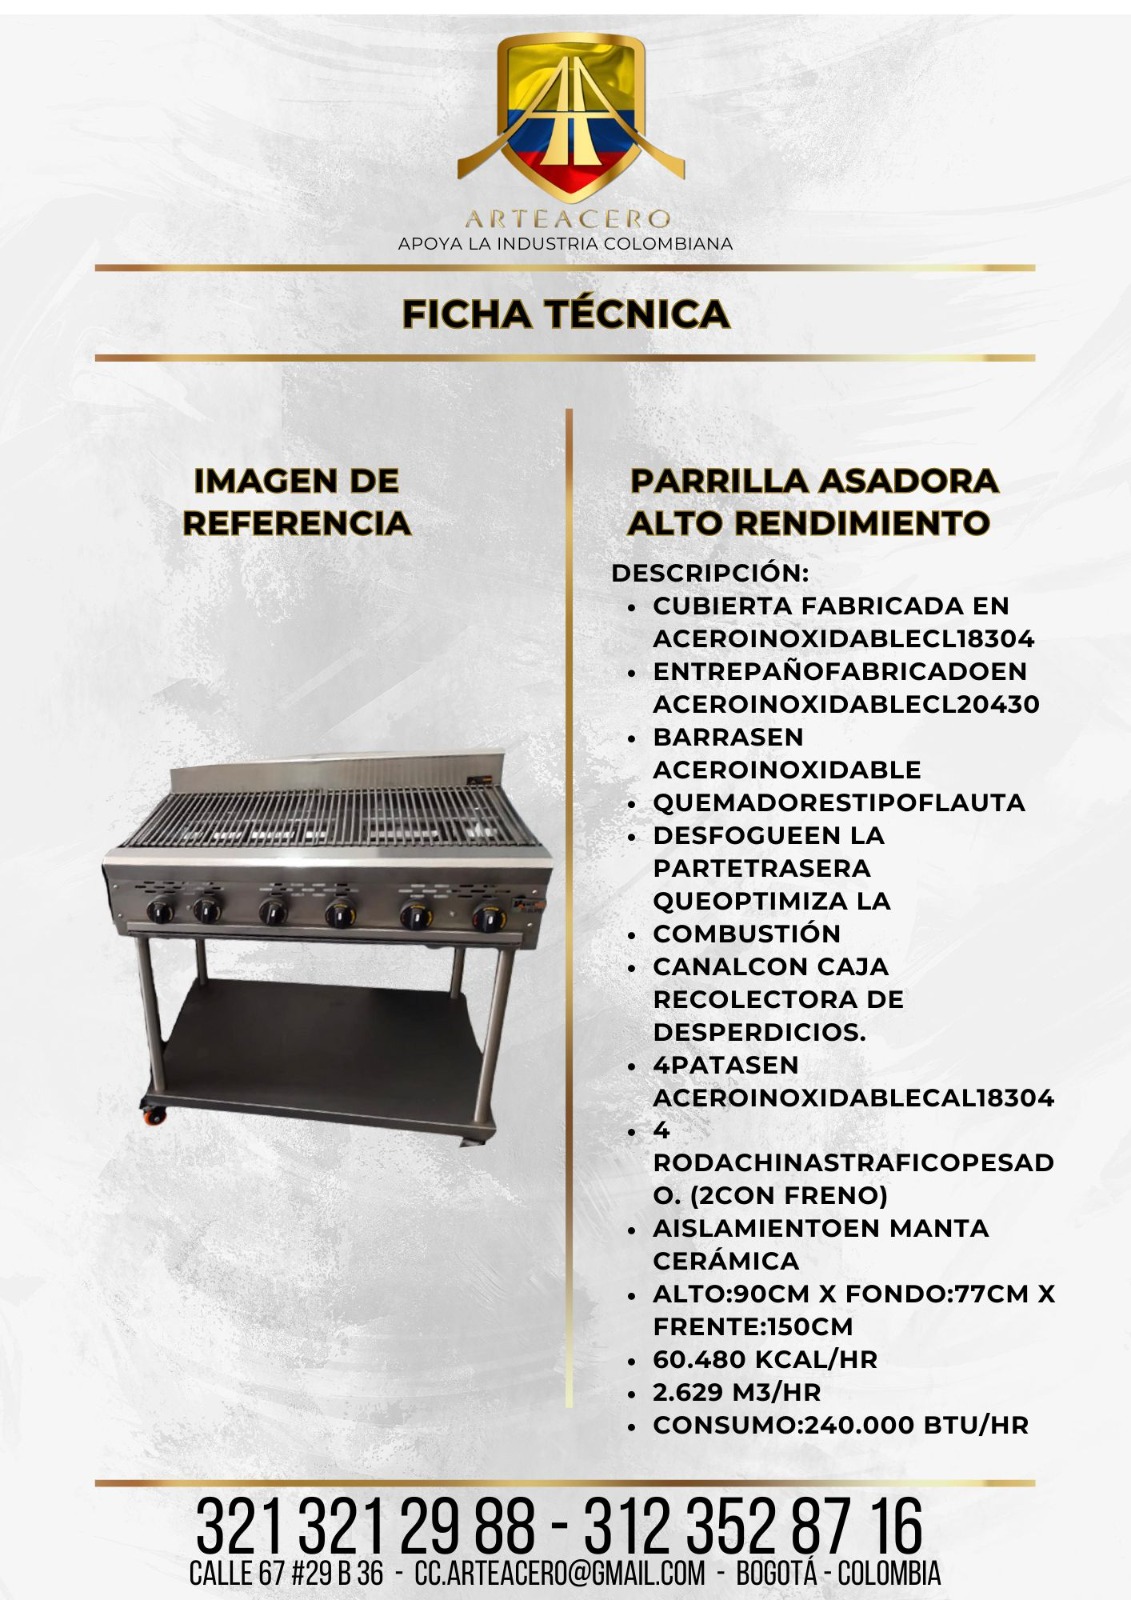 ARTEACERO
APOYA LA INDUSTRIA COLOMBIANA
FICHA TÉCNICA
IMAGEN DE
REFERENCIA
PARRILLA ASADORA
ALTO RENDIMIENTO
DESCRIPCIÓN:
• CUBIERTA FABRICADA EN
ACEROINOXIDABLECL18304
• ENTREPAÑOFABRICADOEN
ACEROINOXIDABLECL20430
• BARRASEN
ACEROINOXIDABLE
• QUEMADORESTIPOFLAUTA
• DESFOGUEEN LA
PARTETRASERA
QUEOPTIMIZA LA
• COMBUSTIÓN
• CANALCON CAJA
RECOLECTORA DE
DESPERDICIOS.
• 4PATASEN
ACEROINOXIDABLECAL18304
• 4
RODACHINASTRAFICOPESAD
O. (2CON FRENO)
• AISLAMIENTOEN MANTA
CERÁMICA
• ALTO:90CM X FONDO:77CM X
FRENTE:150CM
• 60.480 KCAL/HR
• 2.629 M3/HR
• CONSUMO:240.000 BTU/HR
321 321 29 88 - 312 352 87 16
CALLE 67 #29 B 36 - CC.ARTEACERO@GMAIL.COM - BOGOTÁ - COLOMBIA